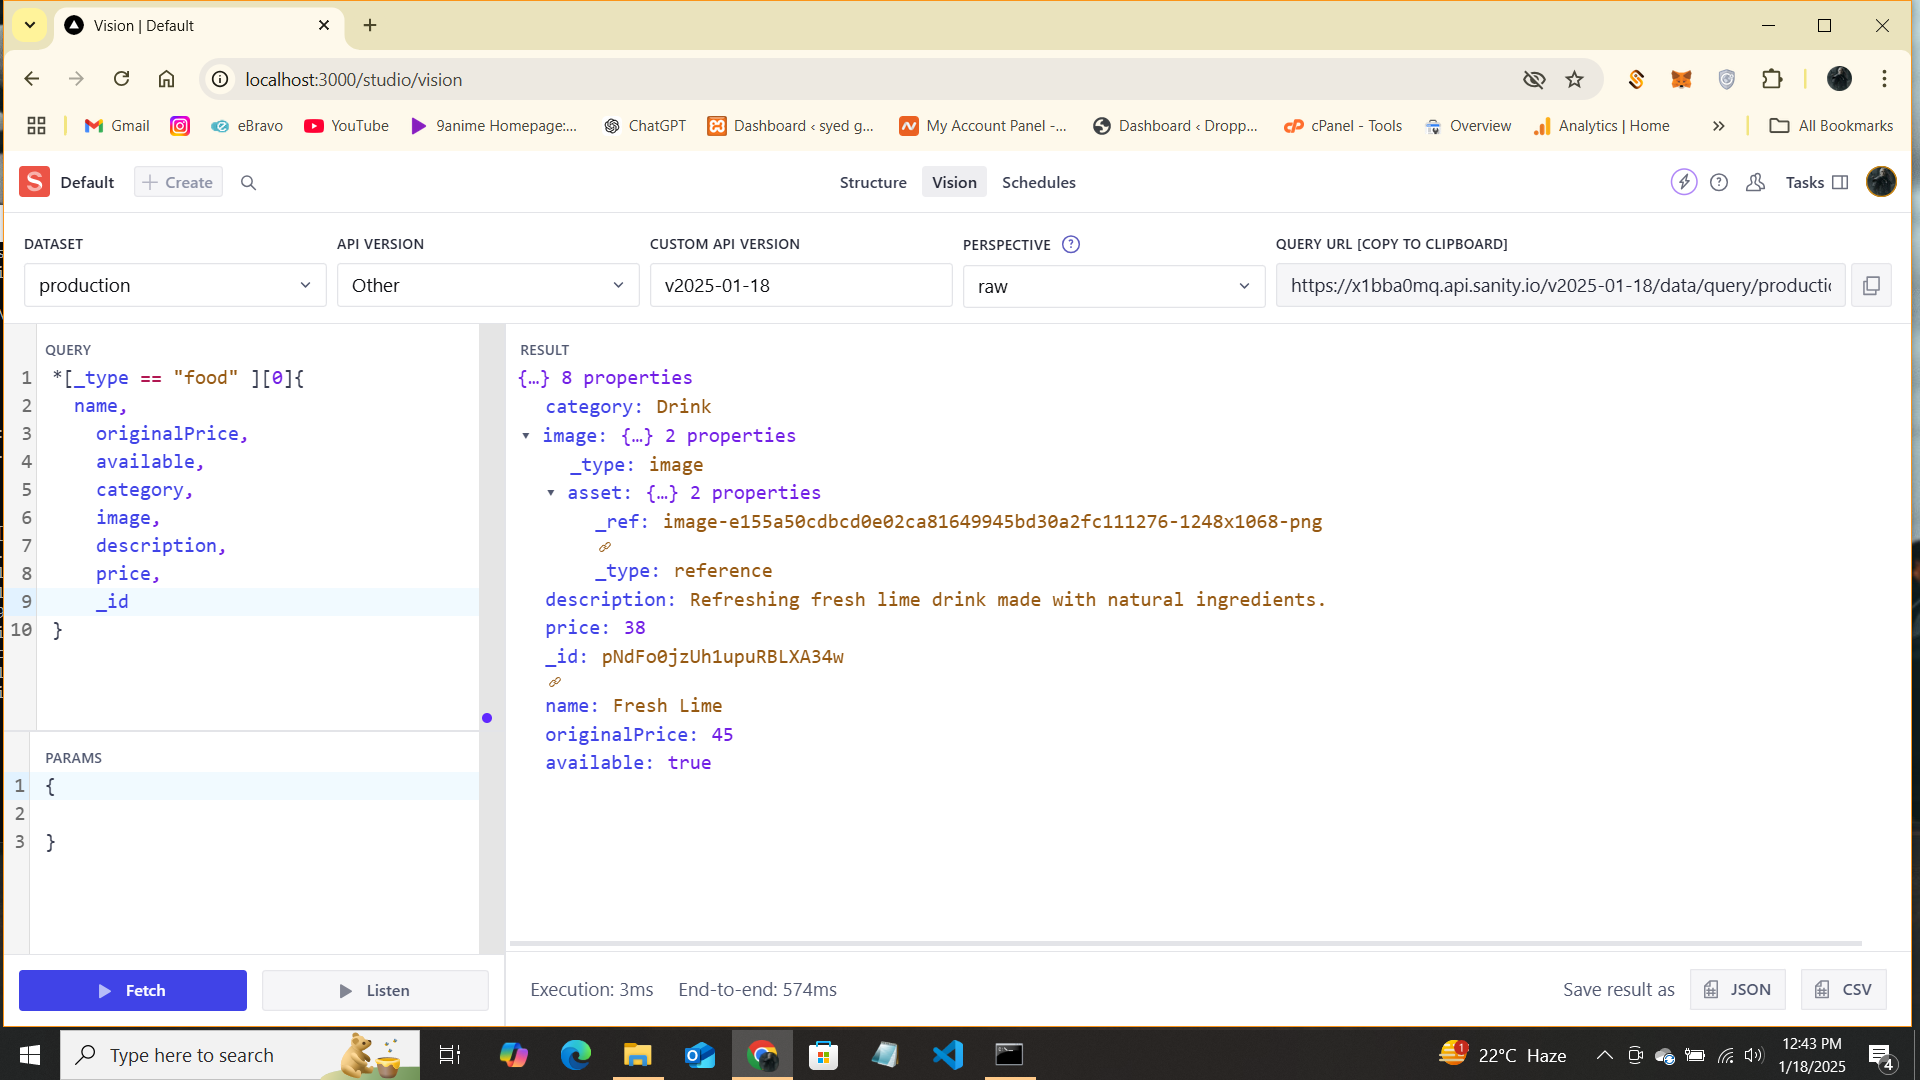 Vision | Default
localhost:3000/studio/vision
Gmail
eBravo
YouTube
9anime Homepage:...
ChatGPT
Dashboard ‹ syed g...
My Account Panel -...
Dashboard ‹ Dropp...
cPanel - Tools
Overview
Analytics | Home
»
All Bookmarks
S
Default
Create
Structure
Vision
Schedules
Tasks
DATASET
API VERSION
CUSTOM API VERSION
PERSPECTIVE
QUERY URL [COPY TO CLIPBOARD]
production
Other
v2025-01-18
raw
https://x1bba0mq.api.sanity.io/v2025-01-18/data/query/producti
QUERY
1 *[_type == "food" ][0]{
2 name,
3 originalPrice,
4 available,
5 category,
6 image,
7 description,
8 price,
9 _id
10 }
PARAMS
1 {
2
3 }
Fetch
Listen
RESULT
{…} 8 properties
category: Drink
image: {…} 2 properties
_type: image
asset: {…} 2 properties
_ref: image-e155a50cdbcd0e02ca81649945bd30a2fc111276-1248x1068-png
_type: reference
description: Refreshing fresh lime drink made with natural ingredients.
price: 38
_id: pNdFo0jzUh1upuRBLXA34w
name: Fresh Lime
originalPrice: 45
available: true
Execution: 3ms
End-to-end: 574ms
Save result as
JSON
CSV
Type here to search
1
22°C Haze
12:43 PM
1/18/2025
4